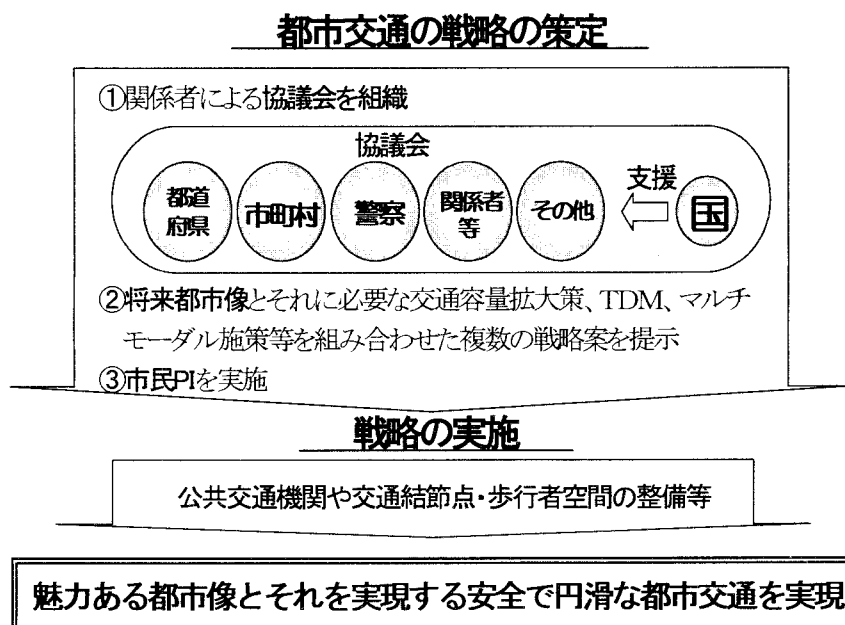 都市交通の戦略の策定
①関係者による協議会を組織
協議会
都道府県
市町村
警察
関係者等
その他
支援
国
②将来都市像とそれに必要な交通容量拡大策、TDM、マルチ
モーダル施策等を組み合わせた複数の戦略案を提示
③市民PIを実施
戦略の実施
公共交通機関や交通結節点・歩行者空間の整備等
魅力ある都市像とそれを実現する安全で円滑な都市交通を実現